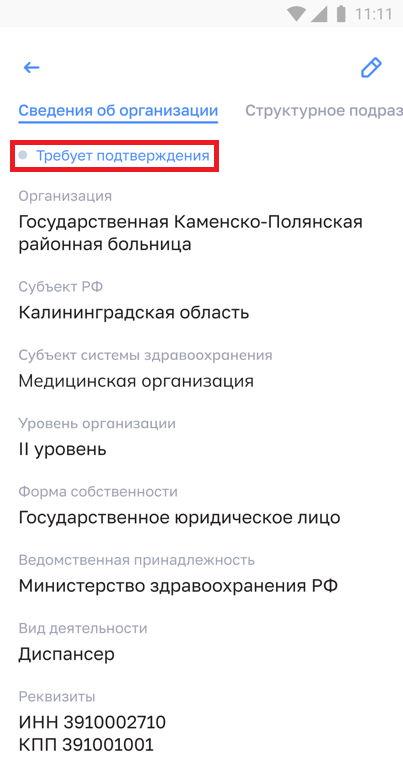 11:11
Сведения об организации
Структурное подраз
Требует подтверждения
Организация
Государственная Каменско-Полянская
районная больница
Субъект РФ
Калининградская область
Субъект системы здравоохранения
Медицинская организация
Уровень организации
II уровень
Форма собственности
Государственное юридическое лицо
Ведомственная принадлежность
Министерство здравоохранения РФ
Вид деятельности
Диспансер
Реквизиты
ИНН 3910002710
КПП 391001001